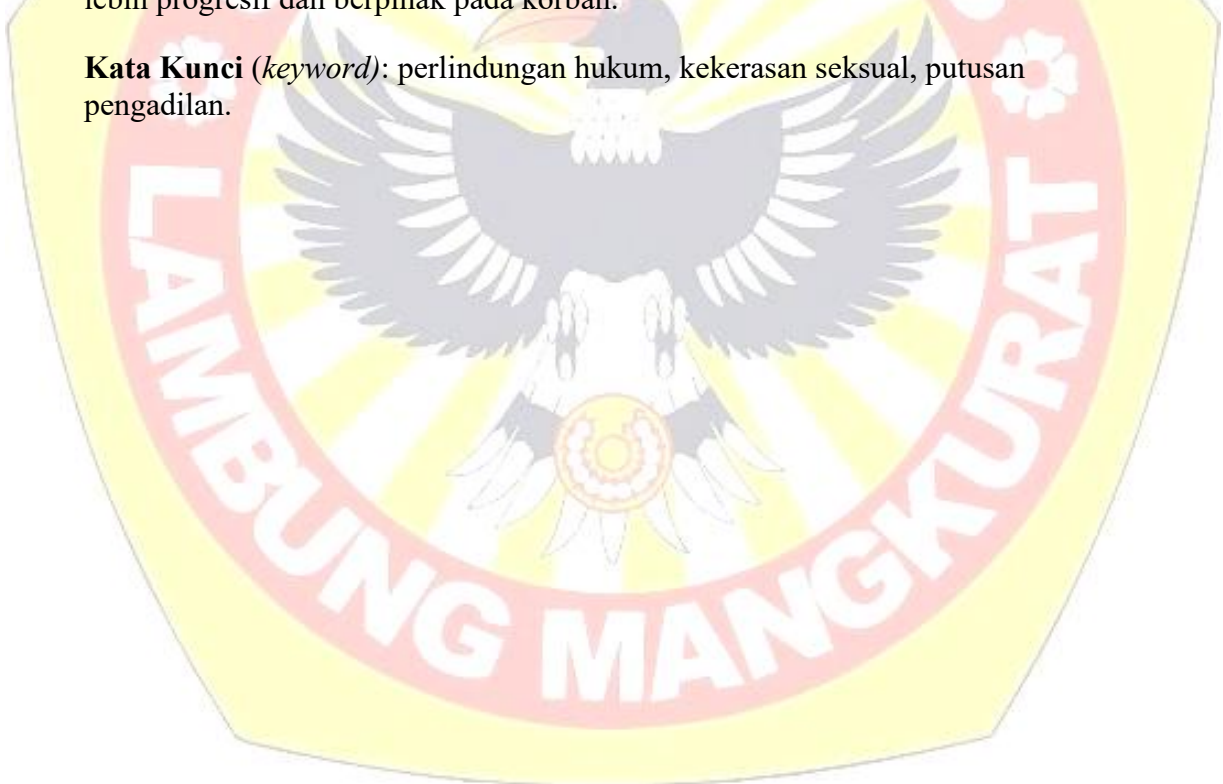 lebih progresif dan berpihak pada korban.
Kata Kunci (keyword): perlindungan hukum, kekerasan seksual, putusan
pengadilan.
LAMBUNG MANGKURAT